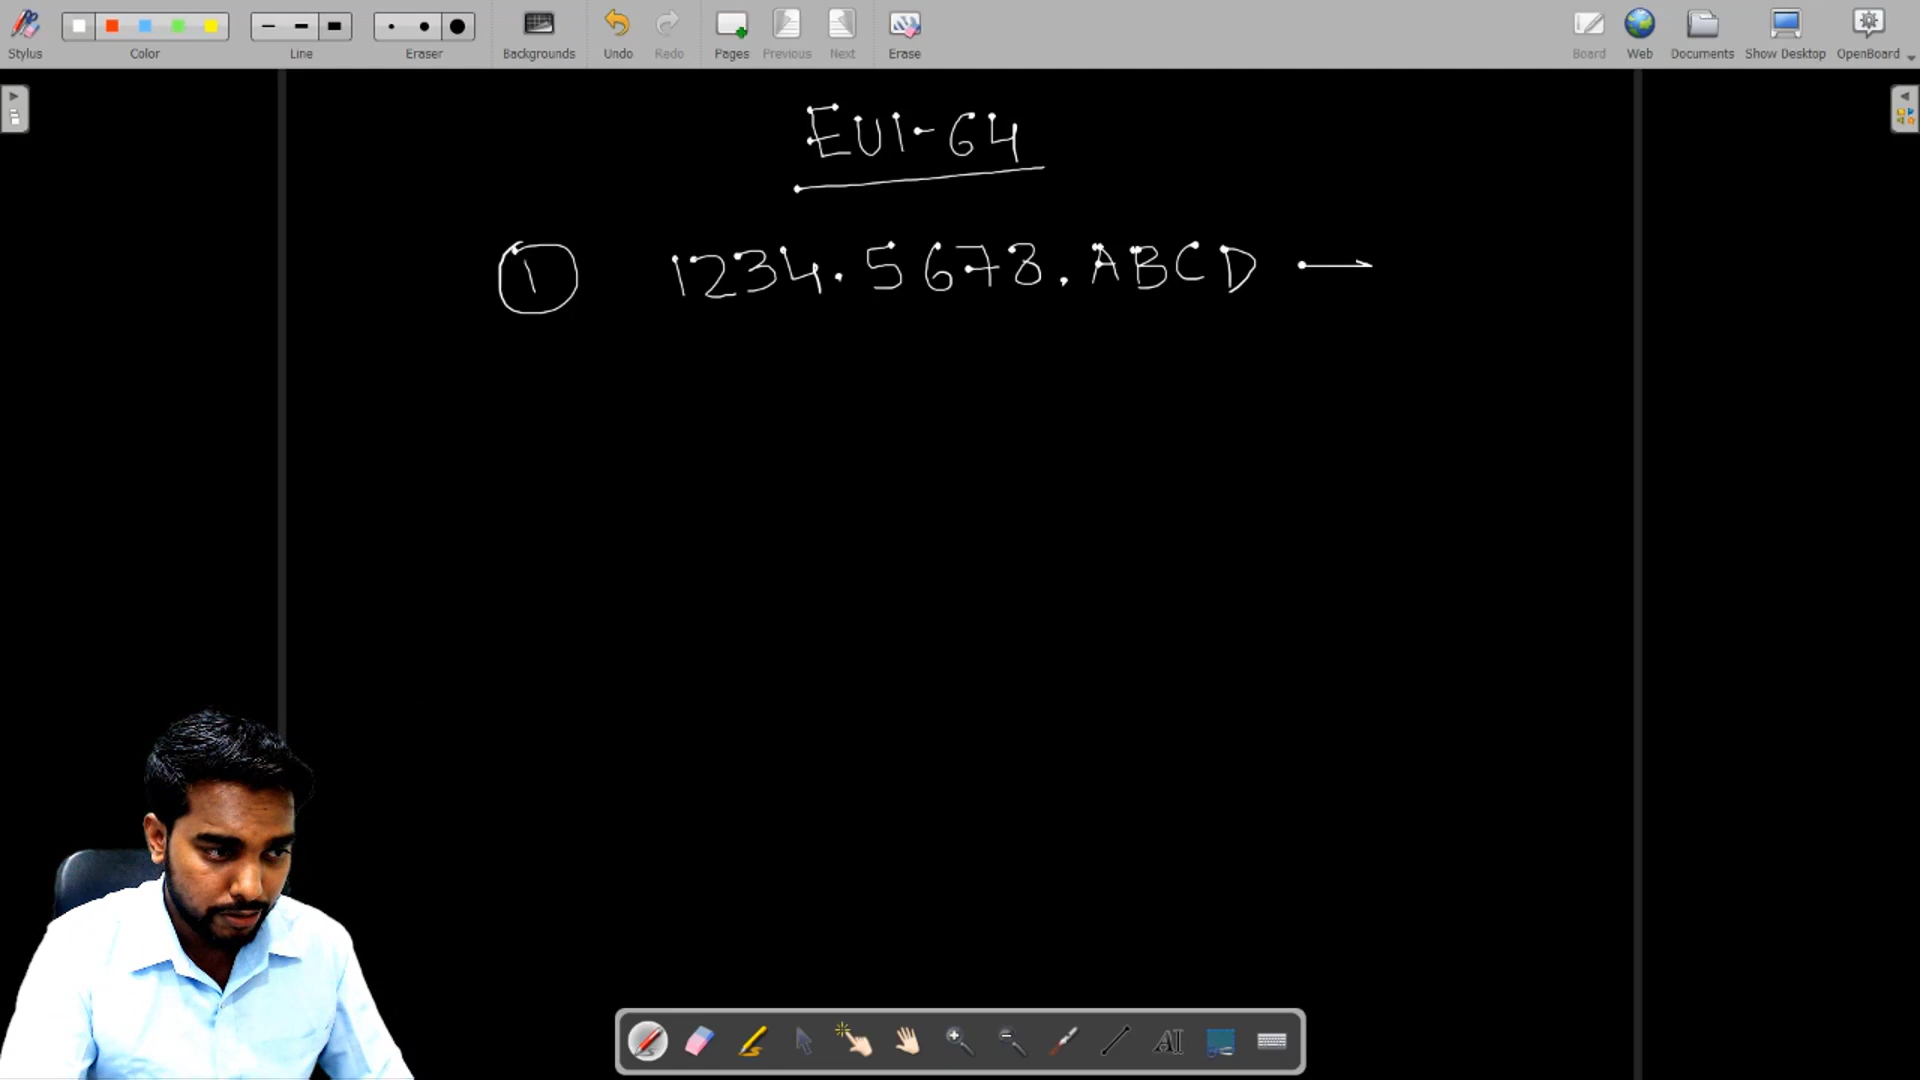 Stylus Color Line Eraser Backgrounds Undo Redo Pages Previous Next Erase Board Web Documents Show Desktop OpenBoard
EUI-64
1 1234.5678.ABCD —
AI